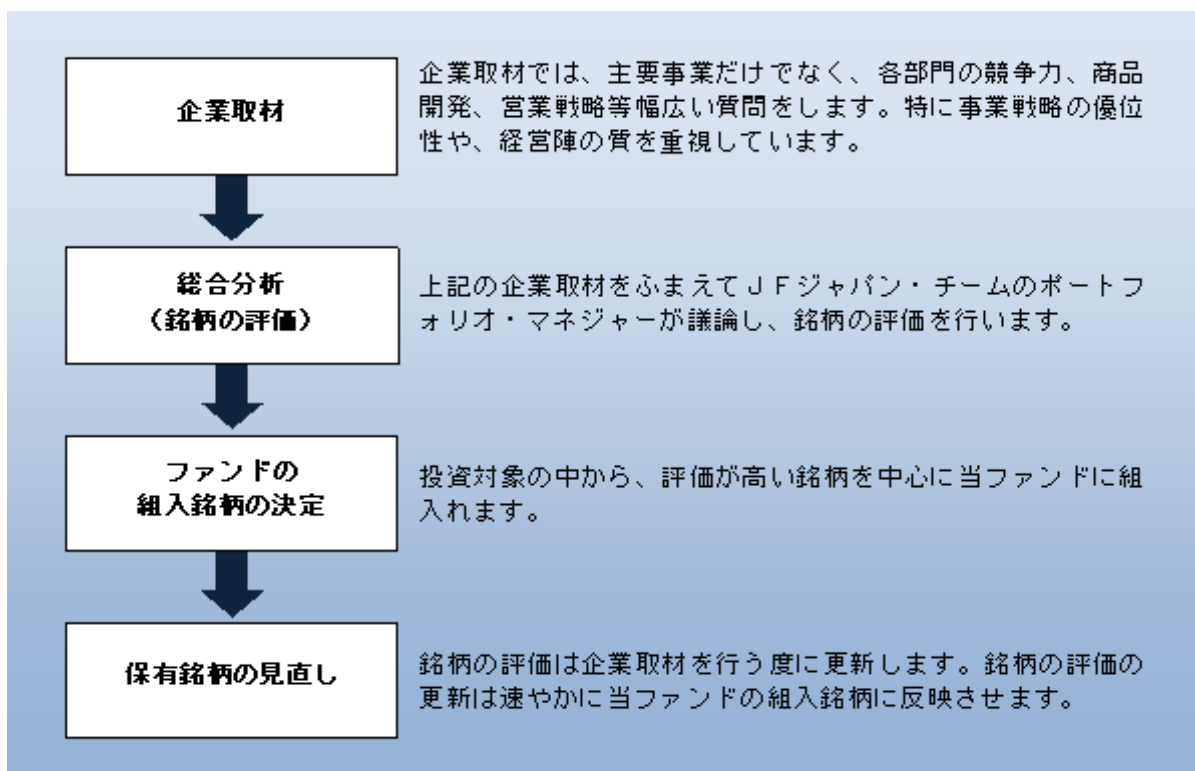 企業取材
企業取材では、主要事業だけでなく、各部門の競争力、商品
開発、営業戦略等幅広い質問をします。特に事業戦略の優位
性や、経営陣の質を重視しています。
総合分析
（銘柄の評価）
上記の企業取材をふまえてＪＦジャパン・チームのポートフ
ォリオ・マネジャーが議論し、銘柄の評価を行います。
ファンドの
組入銘柄の決定
投資対象の中から、評価が高い銘柄を中心に当ファンドに組
入れます。
保有銘柄の見直し
銘柄の評価は企業取材を行う度に更新します。銘柄の評価の
更新は速やかに当ファンドの組入銘柄に反映させます。